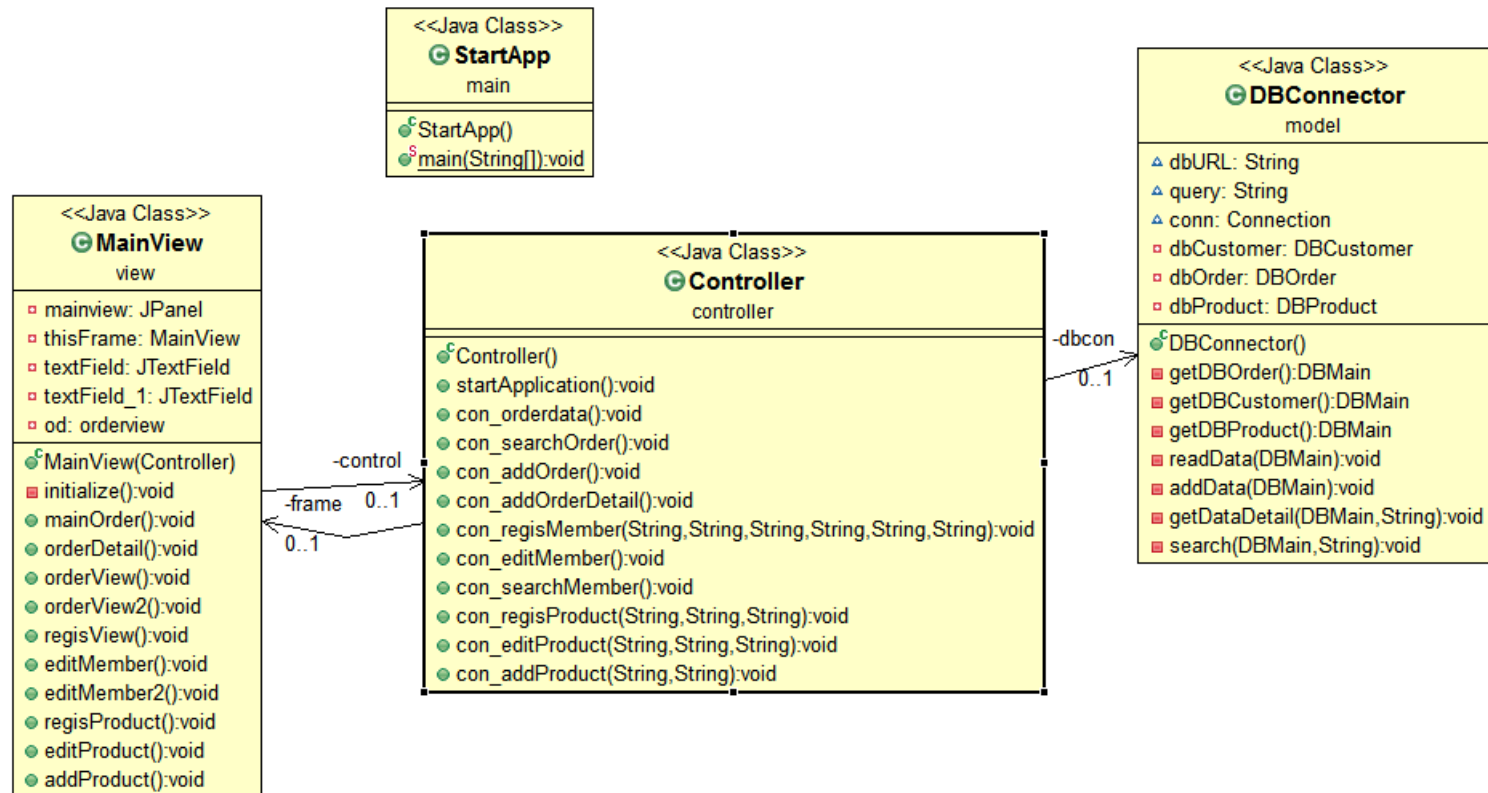 <<Java Class>>
StartApp
main
StartApp()
main(String[]):void
<<Java Class>>
MainView
view
mainview: JPanel
thisFrame: MainView
textField: JTextField
textField_1: JTextField
od: orderview
MainView(Controller)
initialize():void
mainOrder():void
orderDetail():void
orderView():void
orderView2():void
regisView():void
editMember():void
editMember2():void
regisProduct():void
editProduct():void
addProduct():void
-control
0..1
-frame
0..1
<<Java Class>>
Controller
controller
Controller()
startApplication():void
con_orderdata():void
con_searchOrder():void
con_addOrder():void
con_addOrderDetail():void
con_regisMember(String,String,String,String,String,String):void
con_editMember():void
con_searchMember():void
con_regisProduct(String,String,String):void
con_editProduct(String,String,String):void
con_addProduct(String,String):void
-dbcon
0..1
<<Java Class>>
DBConnector
model
dbURL: String
query: String
conn: Connection
dbCustomer: DBCustomer
dbOrder: DBOrder
dbProduct: DBProduct
DBConnector()
getDBOrder():DBMain
getDBCustomer():DBMain
getDBProduct():DBMain
readData(DBMain):void
addData(DBMain):void
getDataDetail(DBMain,String):void
search(DBMain,String):void